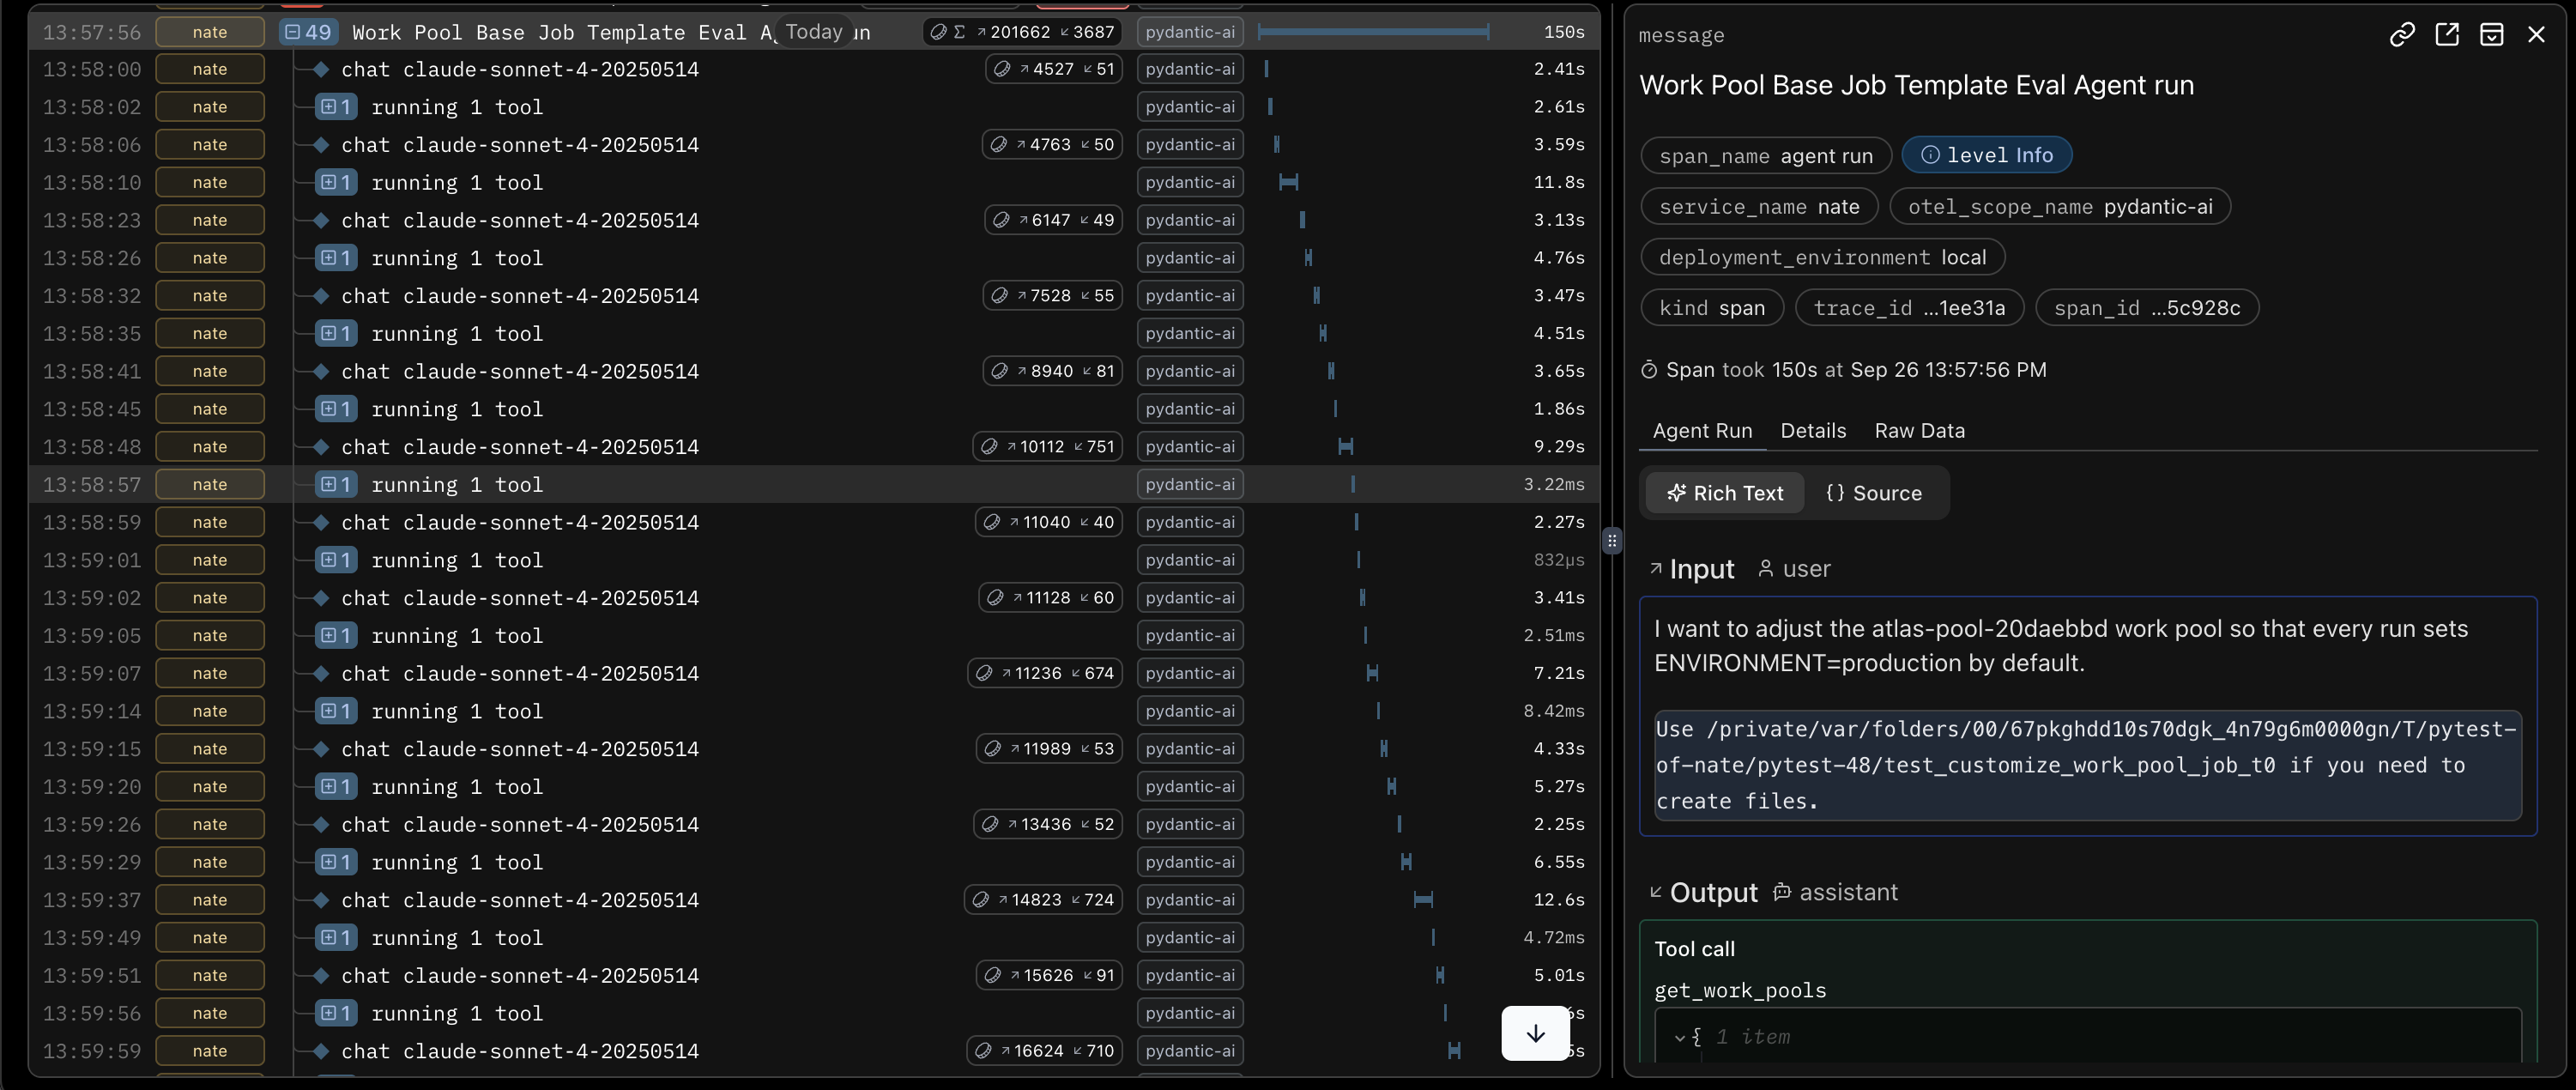 13:57:56 nate 49 Work Pool Base Job Template Eval A Today un Σ 201662 3687 pydantic-ai 150s
13:58:00 nate chat claude-sonnet-4-20250514 4527 51 pydantic-ai 2.41s
13:58:02 nate 1 running 1 tool pydantic-ai 2.61s
13:58:06 nate chat claude-sonnet-4-20250514 4763 50 pydantic-ai 3.59s
13:58:10 nate 1 running 1 tool pydantic-ai 11.8s
13:58:23 nate chat claude-sonnet-4-20250514 6147 49 pydantic-ai 3.13s
13:58:26 nate 1 running 1 tool pydantic-ai 4.76s
13:58:32 nate chat claude-sonnet-4-20250514 7528 55 pydantic-ai 3.47s
13:58:35 nate 1 running 1 tool pydantic-ai 4.51s
13:58:41 nate chat claude-sonnet-4-20250514 8940 81 pydantic-ai 3.65s
13:58:45 nate 1 running 1 tool pydantic-ai 1.86s
13:58:48 nate chat claude-sonnet-4-20250514 10112 751 pydantic-ai 9.29s
13:58:57 nate 1 running 1 tool pydantic-ai 3.22ms
13:58:59 nate chat claude-sonnet-4-20250514 11040 40 pydantic-ai 2.27s
13:59:01 nate 1 running 1 tool pydantic-ai 832µs
13:59:02 nate chat claude-sonnet-4-20250514 11128 60 pydantic-ai 3.41s
13:59:05 nate 1 running 1 tool pydantic-ai 2.51ms
13:59:07 nate chat claude-sonnet-4-20250514 11236 674 pydantic-ai 7.21s
13:59:14 nate 1 running 1 tool pydantic-ai 8.42ms
13:59:15 nate chat claude-sonnet-4-20250514 11989 53 pydantic-ai 4.33s
13:59:20 nate 1 running 1 tool pydantic-ai 5.27s
13:59:26 nate chat claude-sonnet-4-20250514 13436 52 pydantic-ai 2.25s
13:59:29 nate 1 running 1 tool pydantic-ai 6.55s
13:59:37 nate chat claude-sonnet-4-20250514 14823 724 pydantic-ai 12.6s
13:59:49 nate 1 running 1 tool pydantic-ai 4.72ms
13:59:51 nate chat claude-sonnet-4-20250514 15626 91 pydantic-ai 5.01s
13:59:56 nate 1 running 1 tool pydantic-ai
13:59:59 nate chat claude-sonnet-4-20250514 16624 710 pydantic-ai
message
Work Pool Base Job Template Eval Agent run
span_name agent run level Info
service_name nate otel_scope_name pydantic-ai
deployment_environment local
kind span trace_id ...1ee31a span_id ...5c928c
Span took 150s at Sep 26 13:57:56 PM
Agent Run Details Raw Data
Rich Text {} Source
Input user
I want to adjust the atlas-pool-20daebbd work pool so that every run sets
ENVIRONMENT=production by default.
Use /private/var/folders/00/67pkghdd10s70dgk_4n79g6m0000gn/T/pytest-
of-nate/pytest-48/test_customize_work_pool_job_t0 if you need to
create files.
Output assistant
Tool call
get_work_pools
{ 1 item